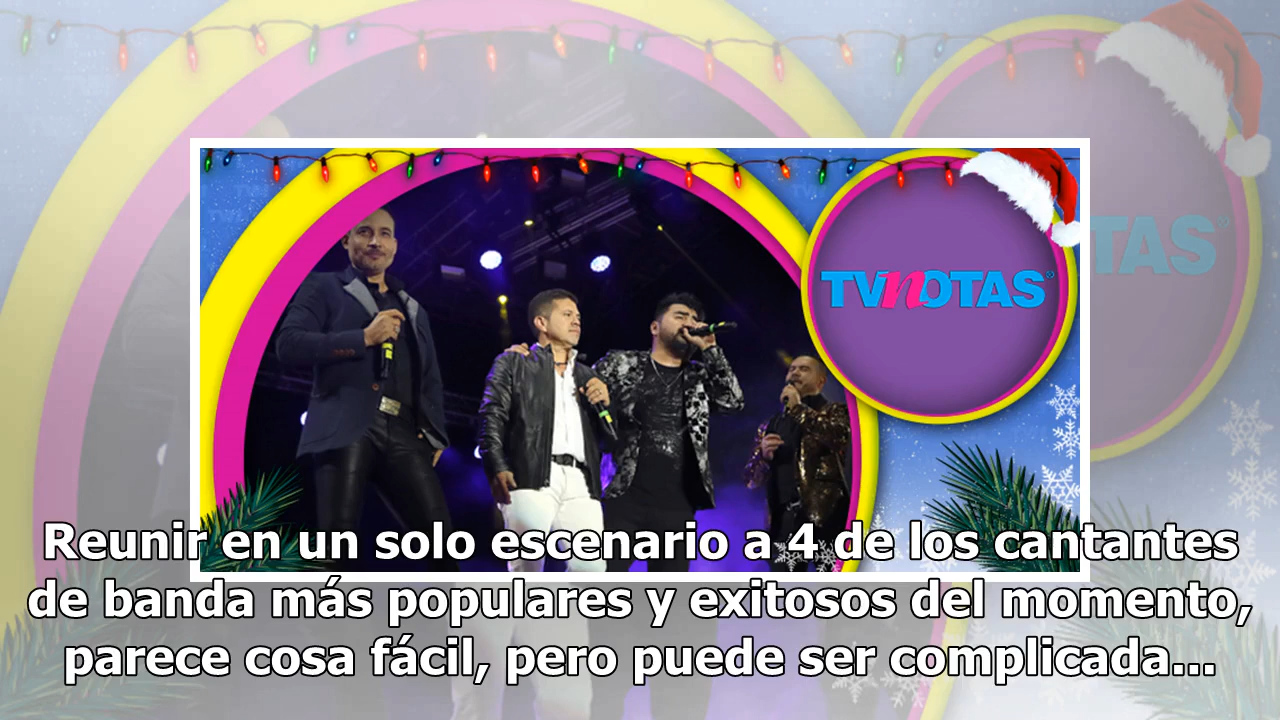 TVnOTAS
TAS
Reunir en un solo escenario a 4 de los cantantes
de banda más populares y exitosos del momento,
parece cosa fácil, pero puede ser complicada...